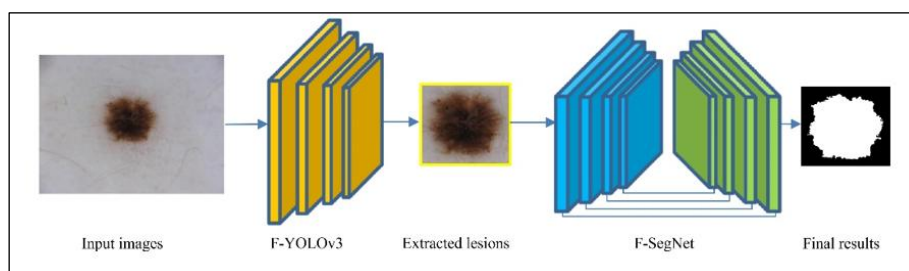 Input images
F-YOLOv3
Extracted lesions
F-SegNet
Final results